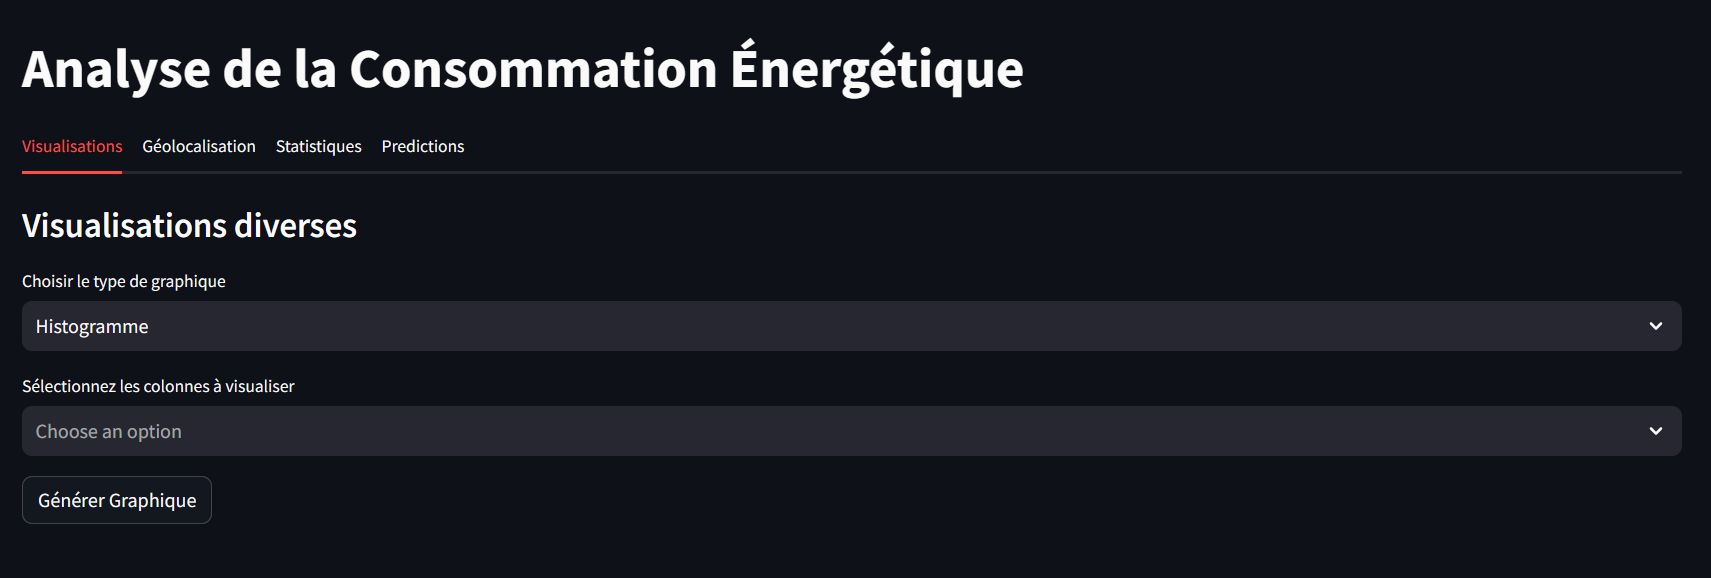 Analyse de la Consommation Énergétique
Visualisations Géolocalisation Statistiques Predictions
Visualisations diverses
Choisir le type de graphique
Histogramme
Sélectionnez les colonnes à visualiser
Choose an option
Générer Graphique